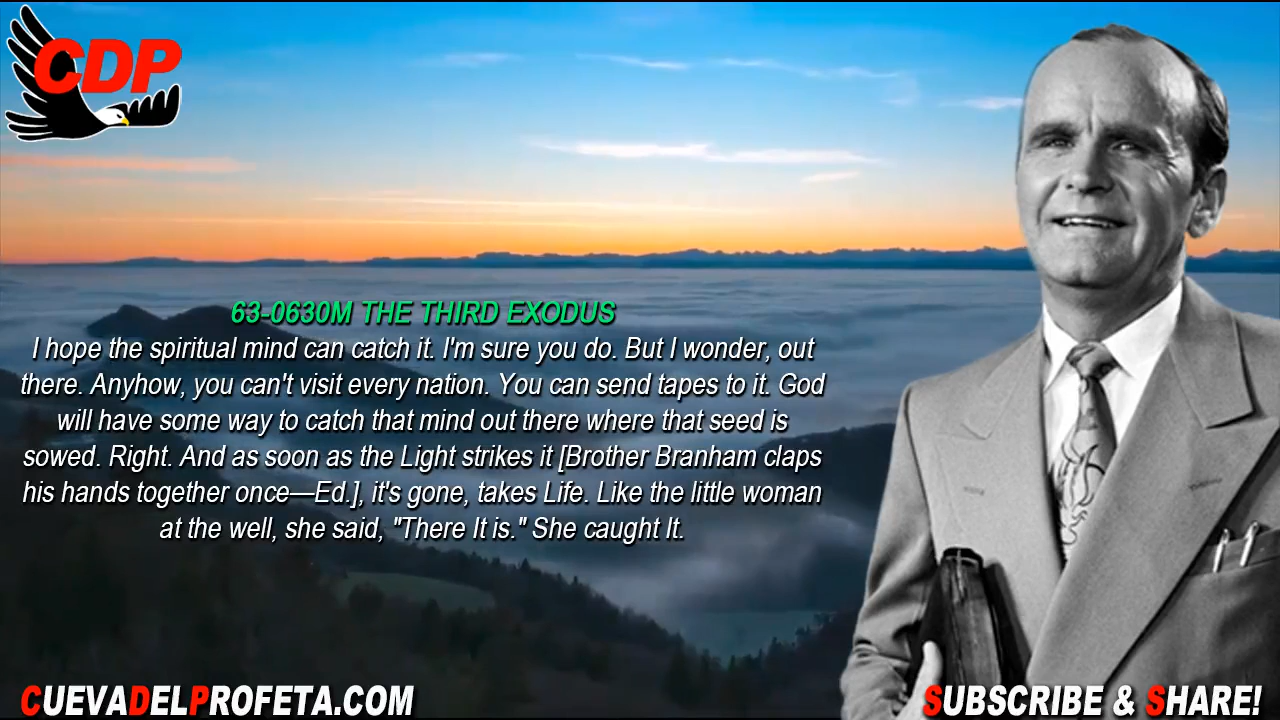 CDP
63-0630M THE THIRD EXODUS
I hope the spiritual mind can catch it. I'm sure you do. But I wonder, out
there. Anyhow, you can't visit every nation. You can send tapes to it. God
will have some way to catch that mind out there where that seed is
sowed. Right. And as soon as the Light strikes it [Brother Branham claps
his hands together once—Ed.], it's gone, takes Life. Like the little woman
at the well, she said, "There It is." She caught It.
CUEVADELPROFETA.COM
SUBSCRIBE & SHARE!